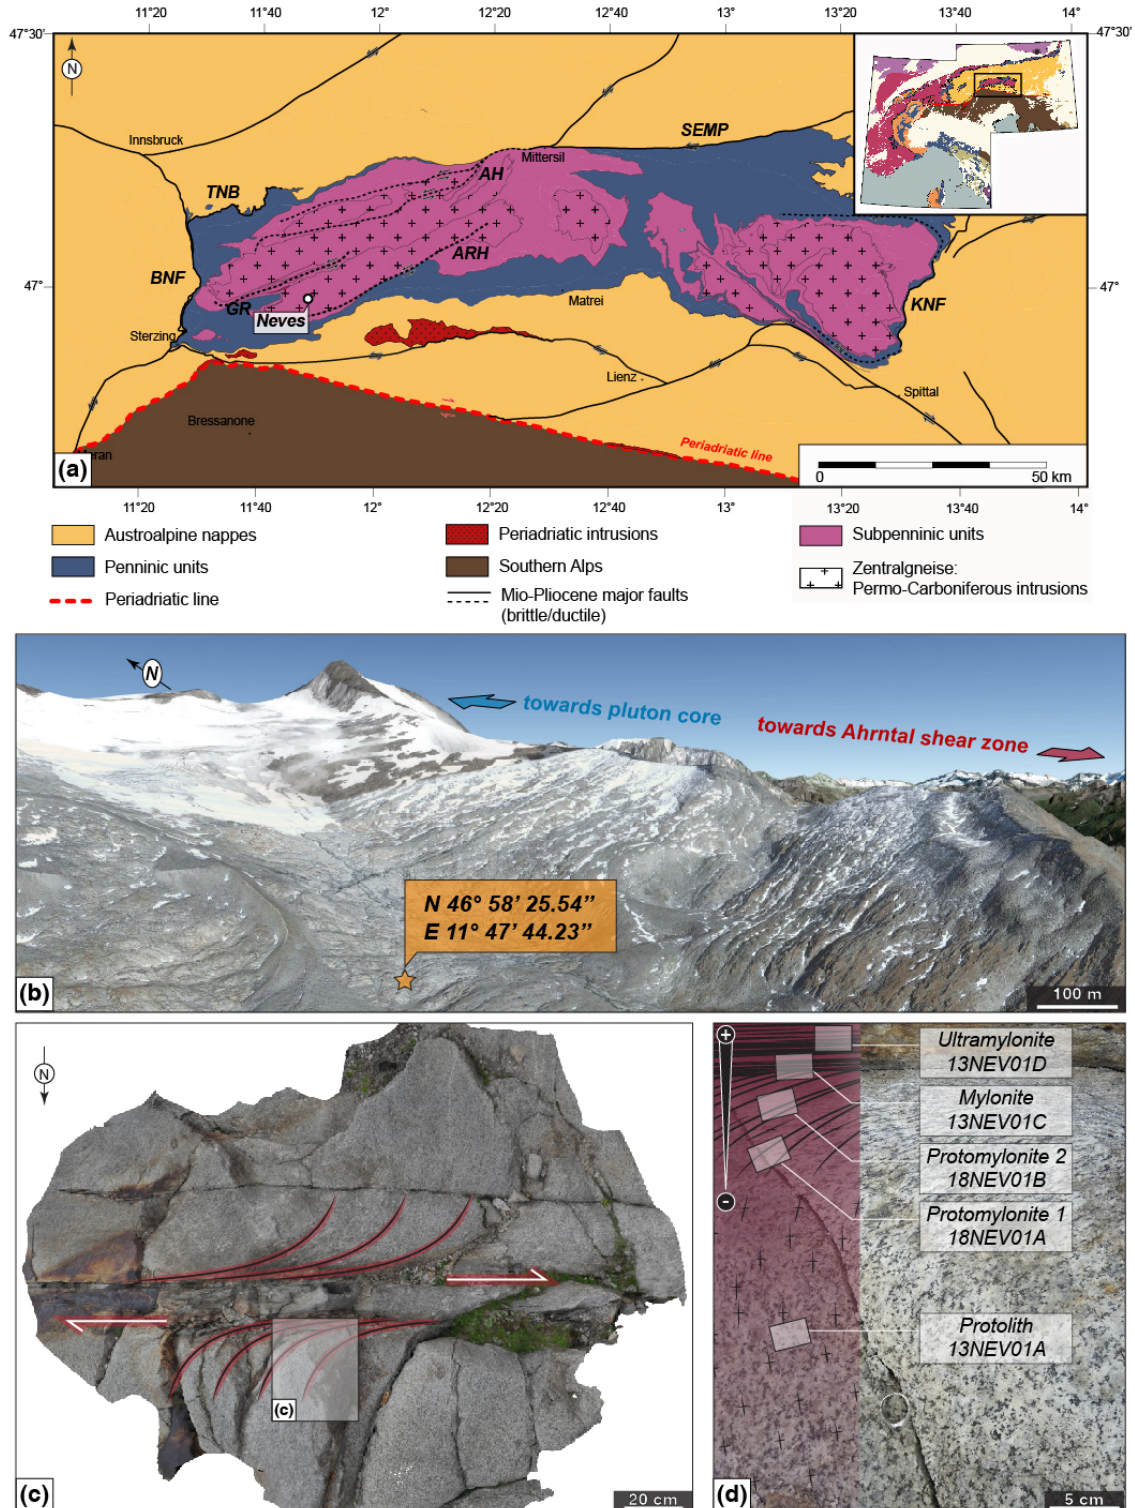 11°20 11°40 12° 12°20 12°40 13° 13°20 13°40 14°
47°30' 47°30'
N
Innsbruck
SEMP
Mittersil
AH
TNB
ARH
BNF
47° 47°
Matrei
GR
KNF
Neves
Sterzing
Lienz
Spittal
Bressanone
Periadriatic line
(a)
0 50 km
11°20 11°40 12° 12°20 13° 13°20 13°40 14°
Austroalpine nappes
Penninic units
Periadriatic line
Periadriatic intrusions
Southern Alps
Mio-Pliocene major faults
(brittle/ductile)
Subpenninic units
Zentralgneise:
Permo-Carboniferous intrusions
N
towards pluton core
towards Ahrntal shear zone
N 46° 58' 25.54"
E 11° 47' 44.23"
(b)
100 m
N
(c)
(c)
20 cm
+
-
Ultramylonite
13NEV01D
Mylonite
13NEV01C
Protomylonite 2
18NEV01B
Protomylonite 1
18NEV01A
Protolith
13NEV01A
(d)
5 cm